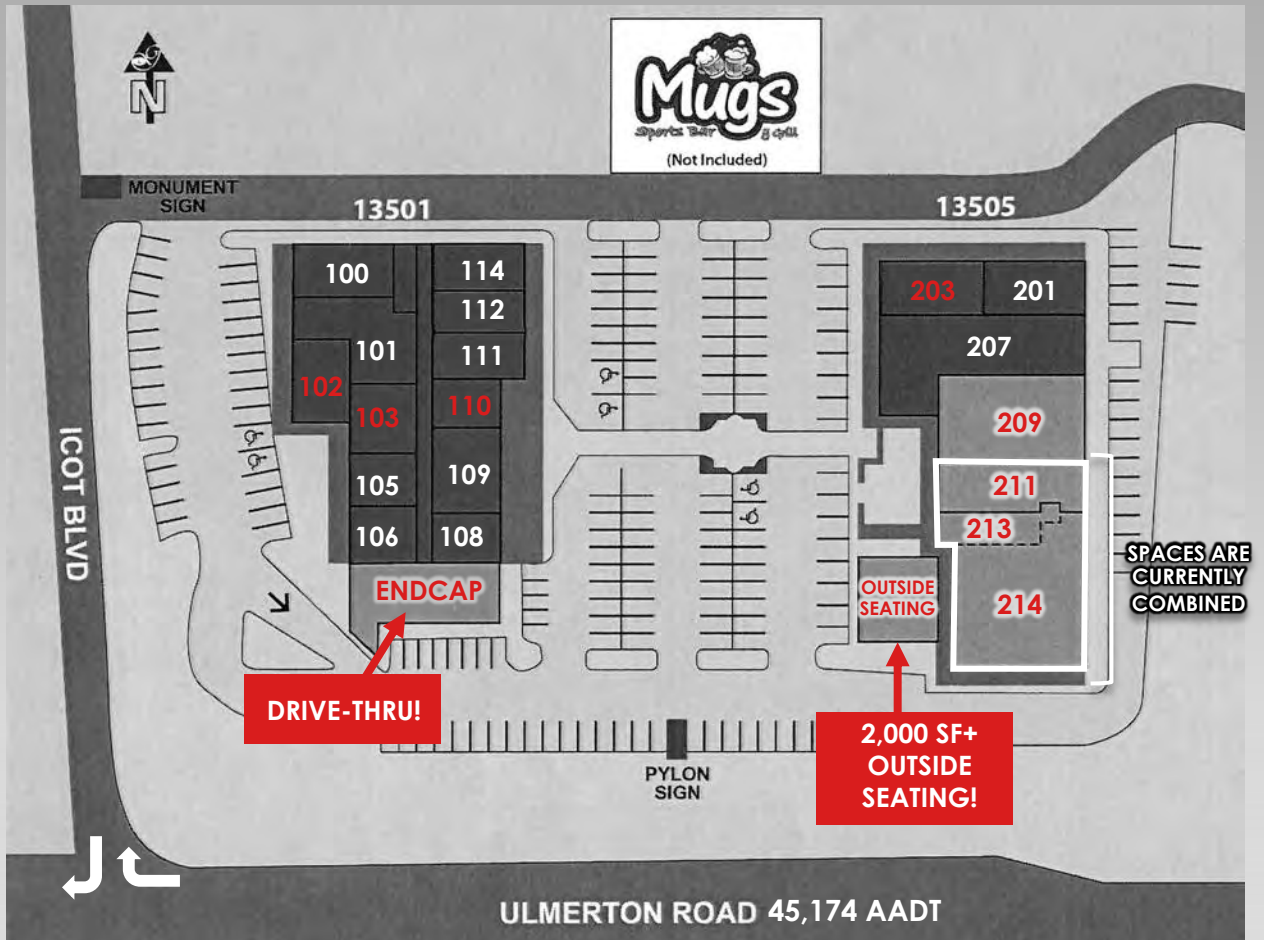 N
Mugs
Sports Bar & Grill
(Not Included)
MONUMENT
SIGN
13501
13505
100
114
112
101
111
102
103
110
105
109
106
108
ENDCAP
DRIVE-THRU!
203
201
207
209
211
213
214
OUTSIDE
SEATING
SPACES ARE
CURRENTLY
COMBINED
2,000 SF+
OUTSIDE
SEATING!
PYLON
SIGN
ICOT BLVD
ULMERTON ROAD 45,174 AADT